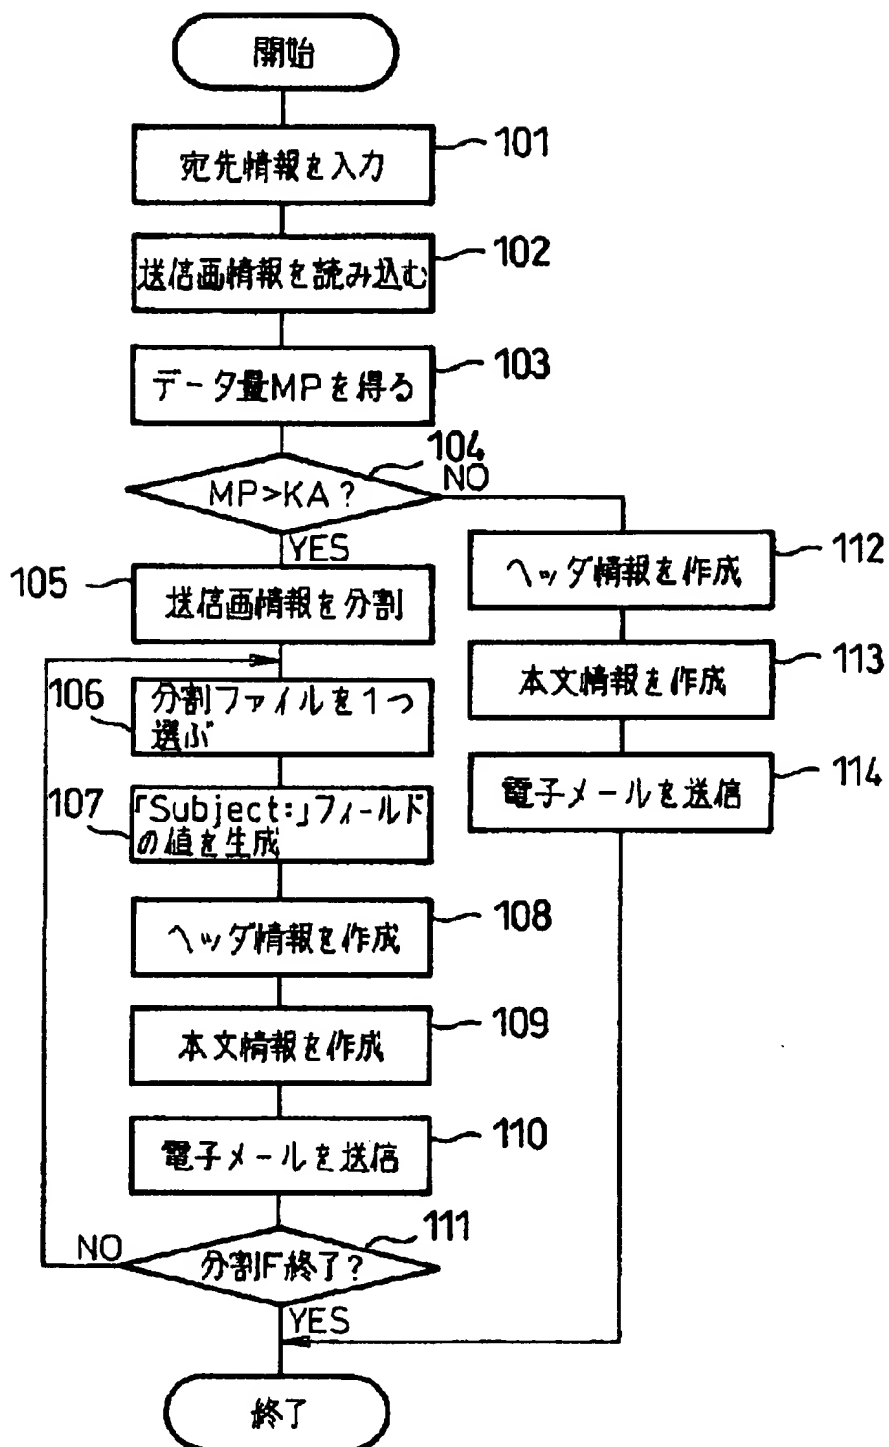 開始
宛先情報を入力
101
送信画情報を読み込む
102
データ量MPを得る
103
MP>KA?
104
NO
YES
105
送信画情報を分割
106
分割ファイルを1つ
選ぶ
107
「Subject:」フィールド
の値を生成
ヘッダ情報を作成
108
本文情報を作成
109
電子メールを送信
110
分割F終了?
111
NO
YES
ヘッダ情報を作成
112
本文情報を作成
113
電子メールを送信
114
終了